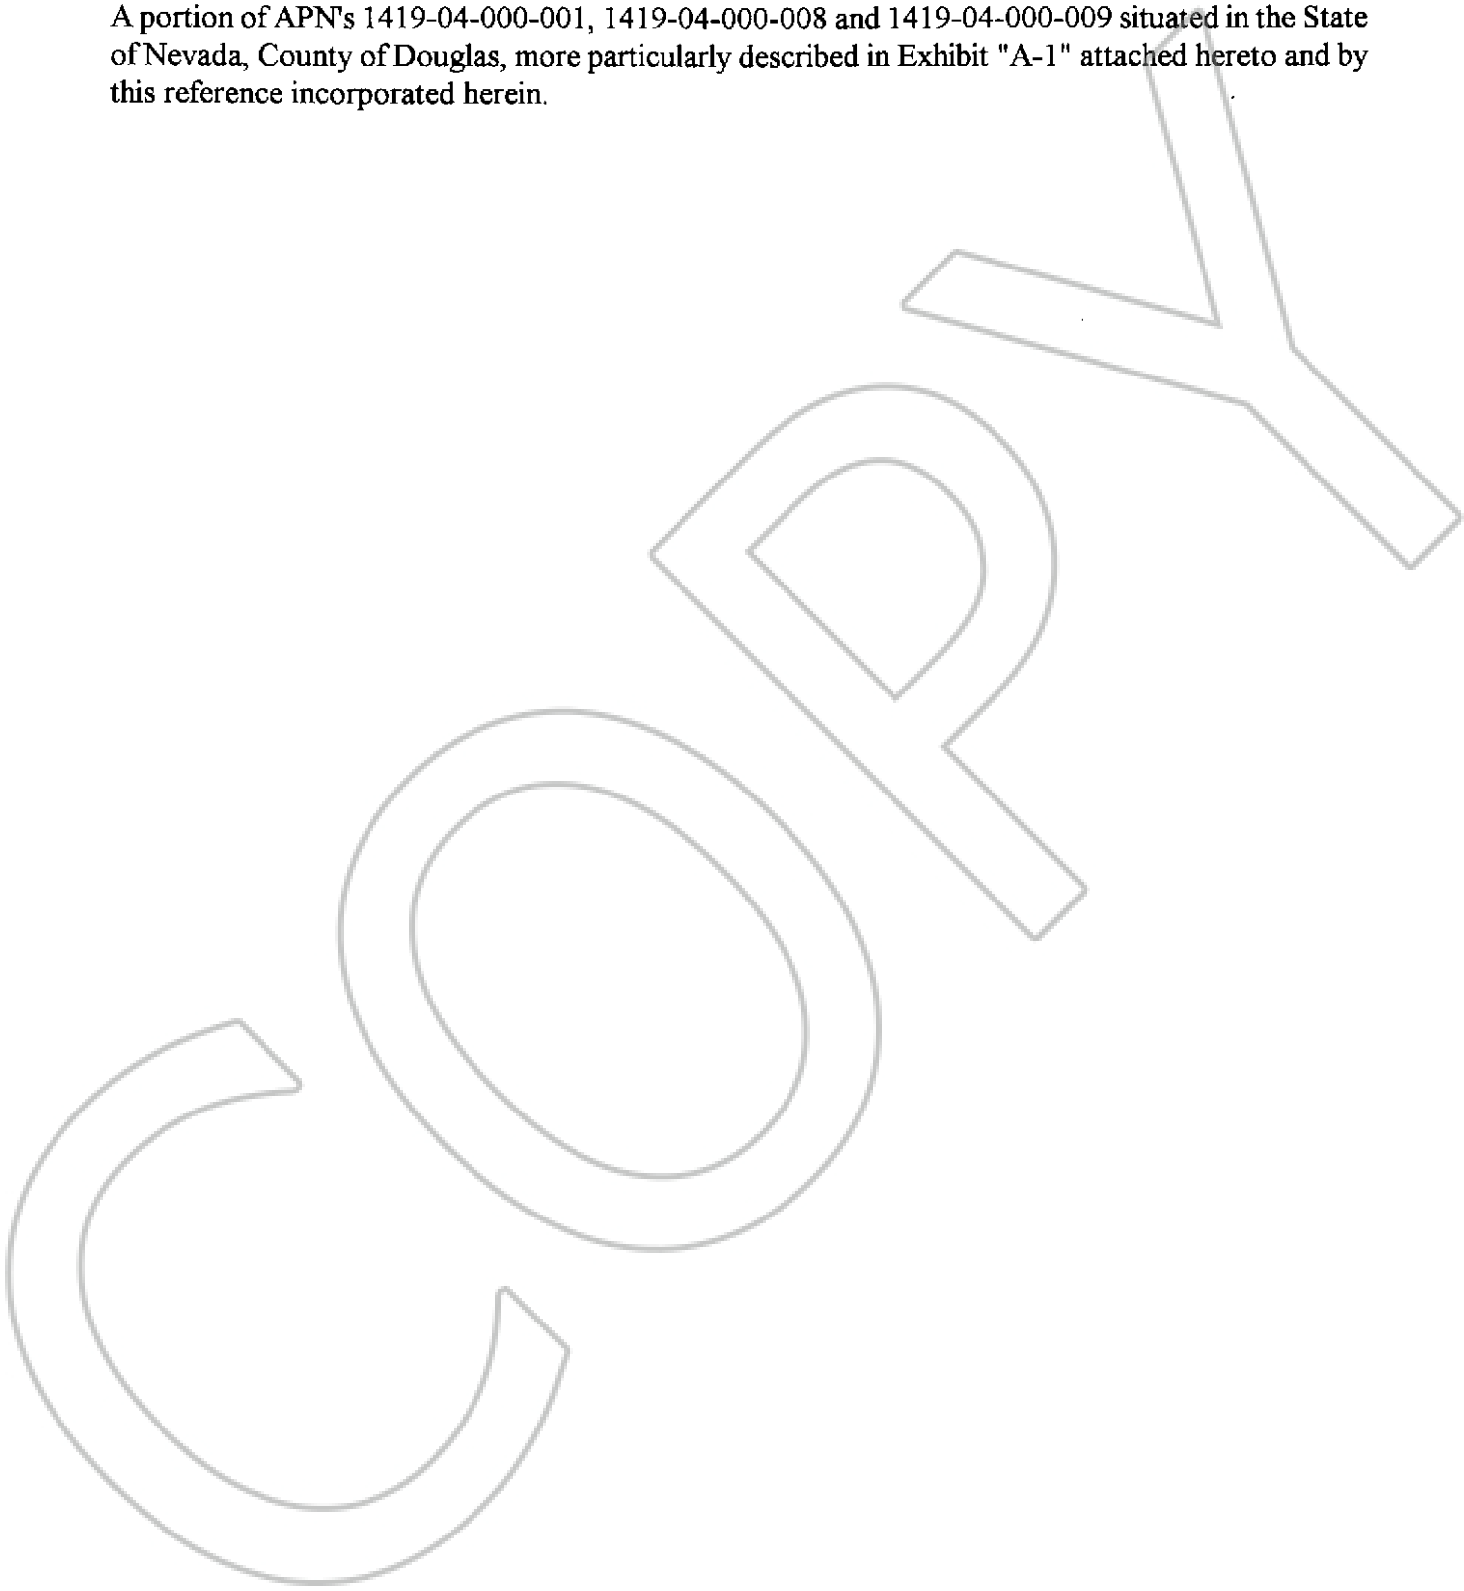 A portion of APN's 1419-04-000-001, 1419-04-000-008 and 1419-04-000-009 situated in the State
of Nevada, County of Douglas, more particularly described in Exhibit "A-1" attached hereto and by
this reference incorporated herein.
COPY